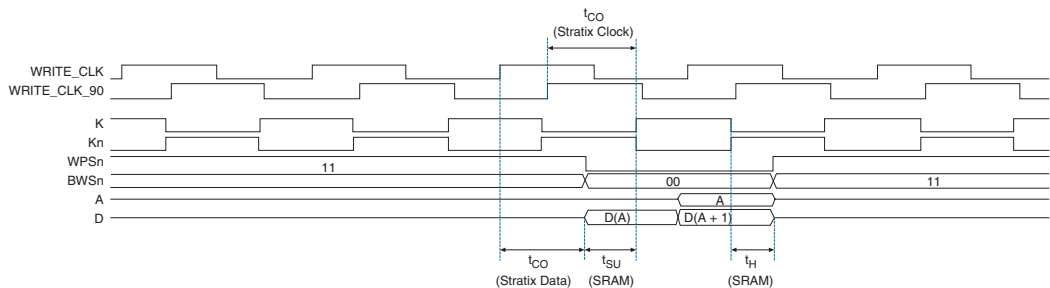 tCO
(Stratix Clock)
WRITE_CLK
WRITE_CLK_90
K
Kn
WPSn
11
BWSn
00
11
A
A
D
D(A)
D(A + 1)
tCO
(Stratix Data)
tSU
(SRAM)
tH
(SRAM)